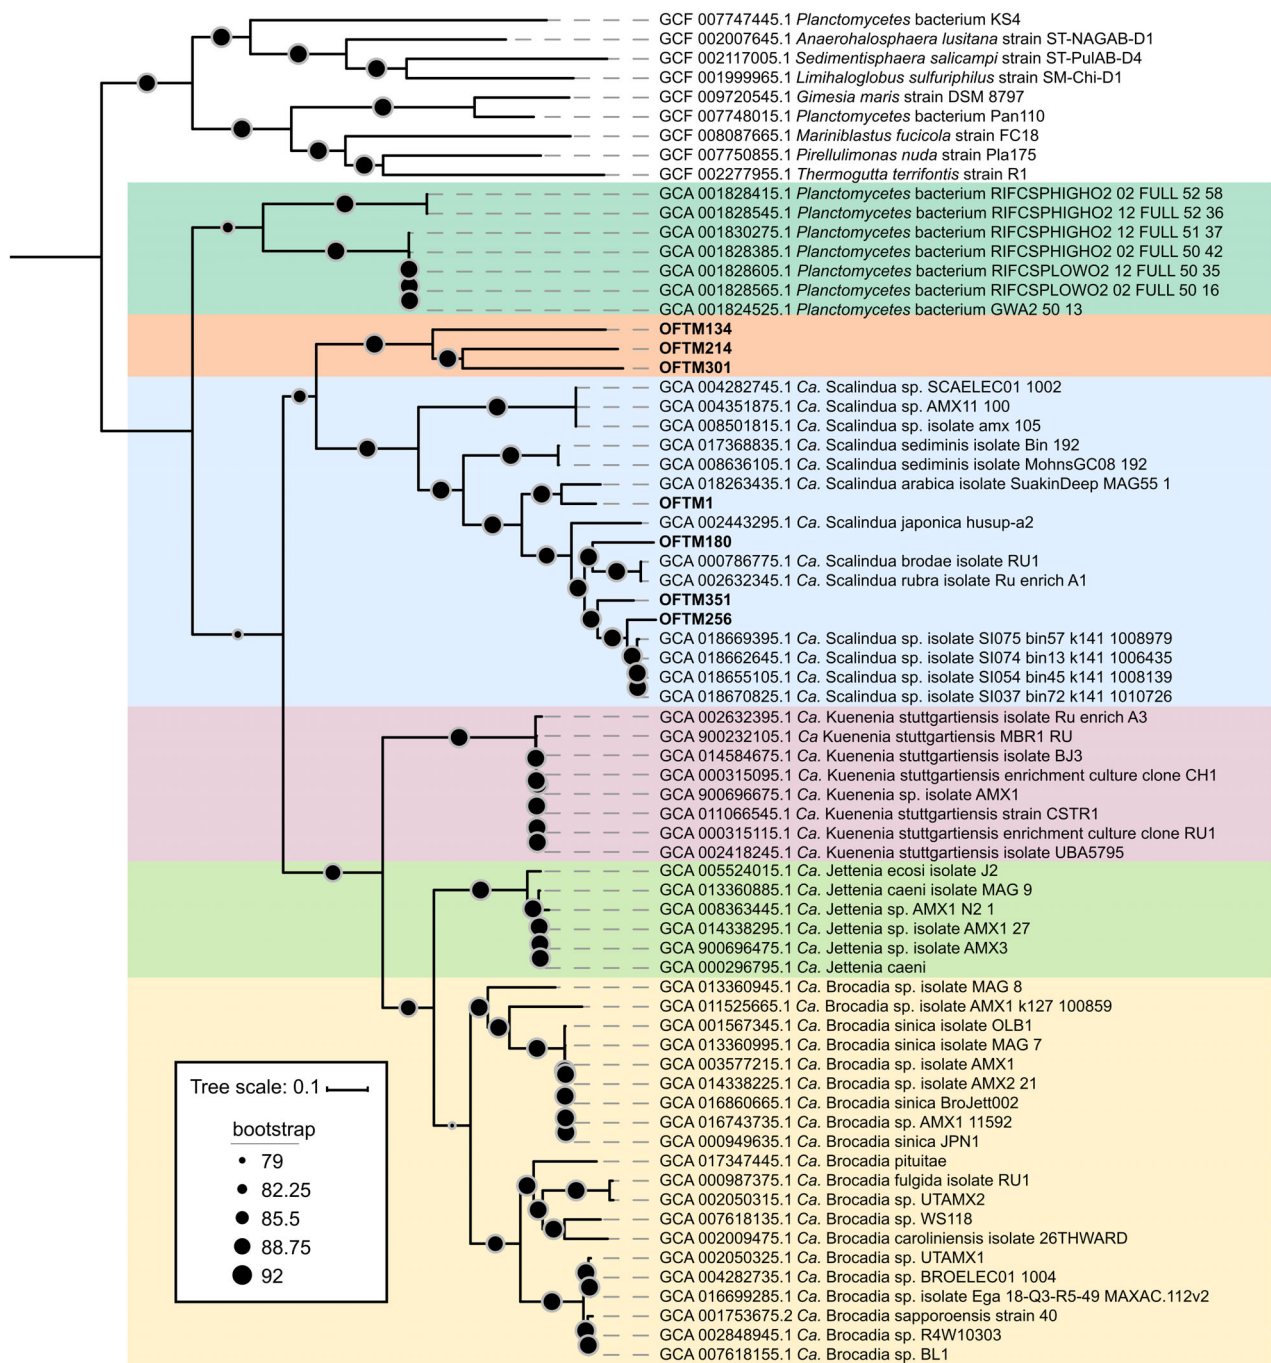 GCF 007747445.1 Planctomycetes bacterium KS4
GCF 002007645.1 Anaerohalosphaera lusitana strain ST-NAGAB-D1
GCF 002117005.1 Sedimentisphaera salicampi strain ST-PulAB-D4
GCF 001999965.1 Limihaloglobus sulfuriphilus strain SM-Chi-D1
GCF 009720545.1 Gimesia maris strain DSM 8797
GCF 007748015.1 Planctomycetes bacterium Pan110
GCF 008087665.1 Mariniblastus fucicola strain FC18
GCF 007750855.1 Pirellulimonas nuda strain Pla175
GCF 002277955.1 Thermogutta terrifontis strain R1
GCA 001828415.1 Planctomycetes bacterium RIFCSPHIGHO2 02 FULL 52 58
GCA 001828545.1 Planctomycetes bacterium RIFCSPHIGHO2 12 FULL 52 36
GCA 001830275.1 Planctomycetes bacterium RIFCSPHIGHO2 12 FULL 51 37
GCA 001828385.1 Planctomycetes bacterium RIFCSPHIGHO2 02 FULL 50 42
GCA 001828605.1 Planctomycetes bacterium RIFCSPLOWO2 12 FULL 50 35
GCA 001828565.1 Planctomycetes bacterium RIFCSPLOWO2 02 FULL 50 16
GCA 001824525.1 Planctomycetes bacterium GWA2 50 13
OFTM134
OFTM214
OFTM301
GCA 004282745.1 Ca. Scalindua sp. SCAELEC01 1002
GCA 004351875.1 Ca. Scalindua sp. AMX11 100
GCA 008501815.1 Ca. Scalindua sp. isolate amx 105
GCA 017368835.1 Ca. Scalindua sediminis isolate Bin 192
GCA 008636105.1 Ca. Scalindua sediminis isolate MohnsGC08 192
GCA 018263435.1 Ca. Scalindua arabica isolate SuakinDeep MAG55 1
OFTM1
GCA 002443295.1 Ca. Scalindua japonica husup-a2
OFTM180
GCA 000786775.1 Ca. Scalindua brodae isolate RU1
GCA 002632345.1 Ca. Scalindua rubra isolate Ru enrich A1
OFTM351
OFTM256
GCA 018669395.1 Ca. Scalindua sp. isolate SI075 bin57 k141 1008979
GCA 018662645.1 Ca. Scalindua sp. isolate SI074 bin13 k141 1006435
GCA 018655105.1 Ca. Scalindua sp. isolate SI054 bin45 k141 1008139
GCA 018670825.1 Ca. Scalindua sp. isolate SI037 bin72 k141 1010726
GCA 002632395.1 Ca. Kuenenia stuttgartiensis isolate Ru enrich A3
GCA 900232105.1 Ca Kuenenia stuttgartiensis MBR1 RU
GCA 014584675.1 Ca. Kuenenia stuttgartiensis isolate BJ3
GCA 000315095.1 Ca. Kuenenia stuttgartiensis enrichment culture clone CH1
GCA 900696675.1 Ca. Kuenenia sp. isolate AMX1
GCA 011066545.1 Ca. Kuenenia stuttgartiensis strain CSTR1
GCA 000315115.1 Ca. Kuenenia stuttgartiensis enrichment culture clone RU1
GCA 002418245.1 Ca. Kuenenia stuttgartiensis isolate UBA5795
GCA 005524015.1 Ca. Jettenia ecosi isolate J2
GCA 013360885.1 Ca. Jettenia caeni isolate MAG 9
GCA 008363445.1 Ca. Jettenia sp. AMX1 N2 1
GCA 014338295.1 Ca. Jettenia sp. isolate AMX1 27
GCA 900696475.1 Ca. Jettenia sp. isolate AMX3
GCA 000296795.1 Ca. Jettenia caeni
GCA 013360945.1 Ca. Brocadia sp. isolate MAG 8
GCA 011525665.1 Ca. Brocadia sp. isolate AMX1 k127 100859
GCA 001567345.1 Ca. Brocadia sinica isolate OLB1
GCA 013360995.1 Ca. Brocadia sinica isolate MAG 7
GCA 003577215.1 Ca. Brocadia sp. isolate AMX1
GCA 014338225.1 Ca. Brocadia sp. isolate AMX2 21
GCA 016860665.1 Ca. Brocadia sinica BroJett002
GCA 016743735.1 Ca. Brocadia sp. AMX1 11592
GCA 000949635.1 Ca. Brocadia sinica JPN1
GCA 017347445.1 Ca. Brocadia pituitae
GCA 000987375.1 Ca. Brocadia fulgida isolate RU1
GCA 002050315.1 Ca. Brocadia sp. UTAMX2
GCA 007618135.1 Ca. Brocadia sp. WS118
GCA 002009475.1 Ca. Brocadia caroliniensis isolate 26THWARD
GCA 002050325.1 Ca. Brocadia sp. UTAMX1
GCA 004282735.1 Ca. Brocadia sp. BROELEC01 1004
GCA 016699285.1 Ca. Brocadia sp. isolate Ega 18-Q3-R5-49 MAXAC.112v2
GCA 001753675.2 Ca. Brocadia sapporoensis strain 40
GCA 002848945.1 Ca. Brocadia sp. R4W10303
GCA 007618155.1 Ca. Brocadia sp. BL1
Tree scale: 0.1
bootstrap
79
82.25
85.5
88.75
92